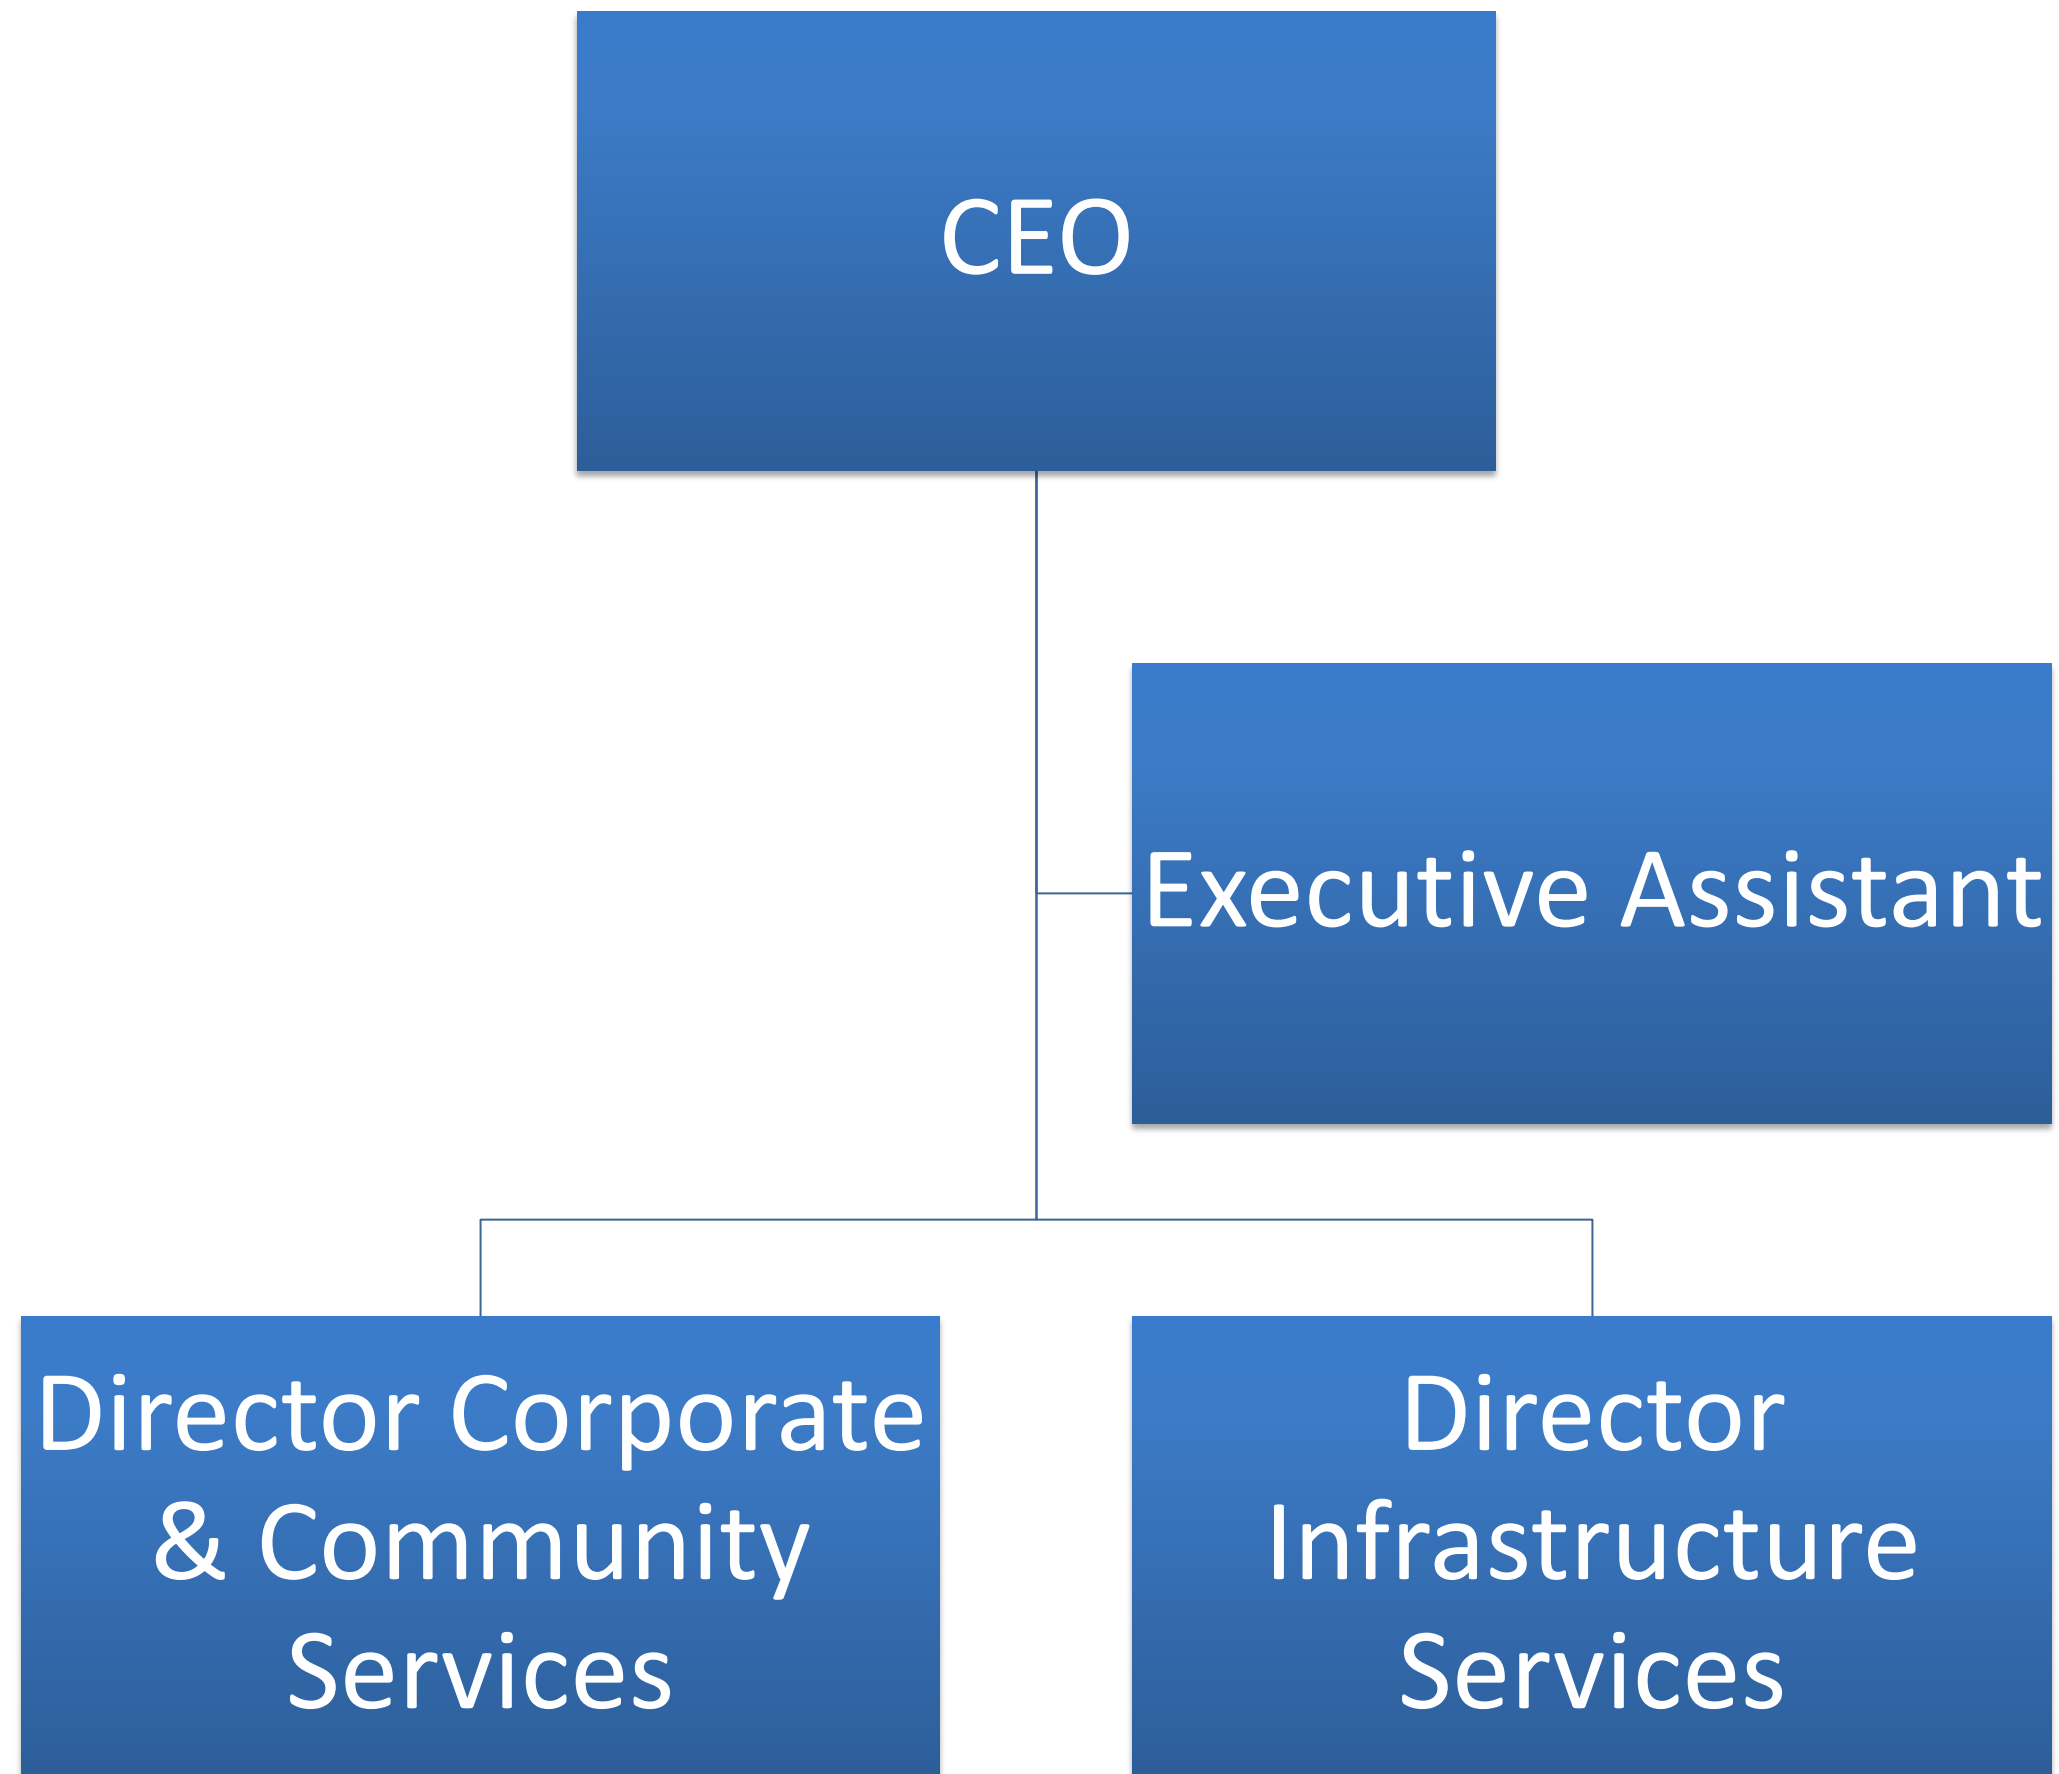 CEO
Executive Assistant
Director Corporate
& Community
Services
Director
Infrastructure
Services